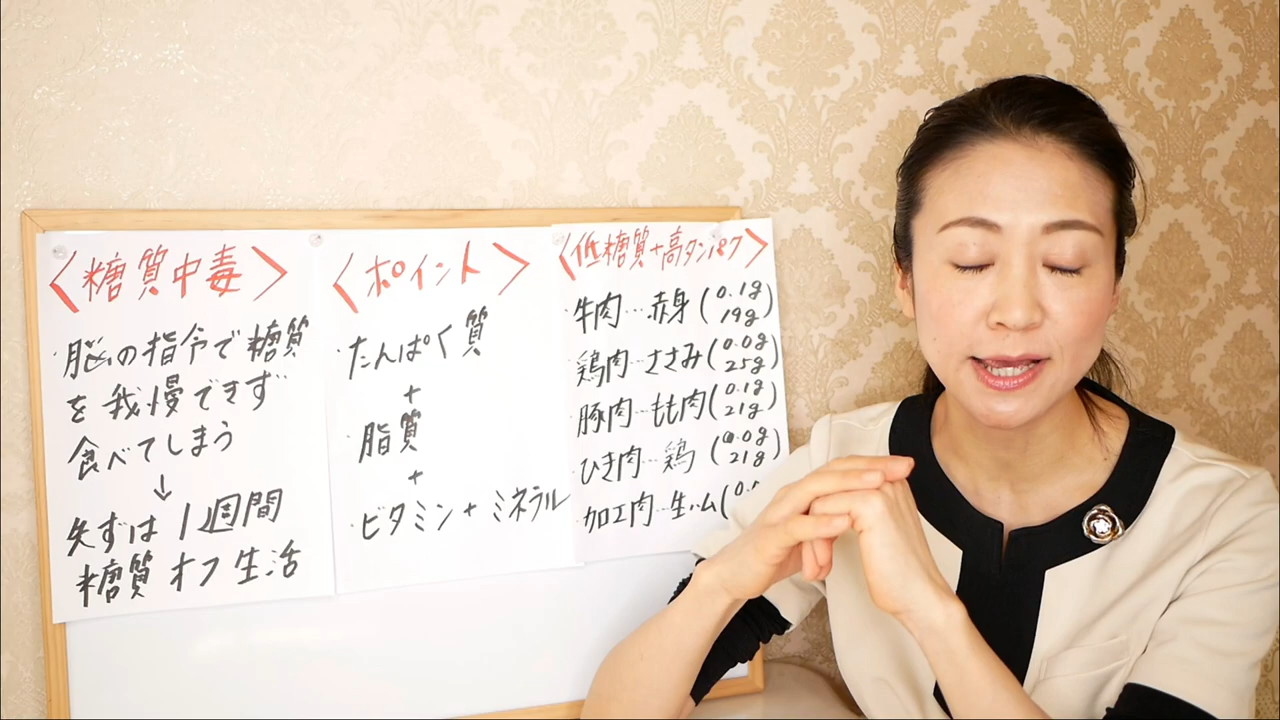 〈糖質中毒〉
・脳の指令で糖質
を我慢できず
食べてしまう
↓
先ずは1週間
糖質オフ生活
〈ポイント〉
・たんぱく質
+
・脂質
+
・ビタミン+ミネラル
〈低糖質+高タンパク〉
・牛肉…赤身(0.1g 19g)
・鶏肉…ささみ(0.0g 25g)
・豚肉…もも肉(0.1g 21g)
・ひき肉…鶏(0.0g 21g)
・加工肉…生ハム(0.